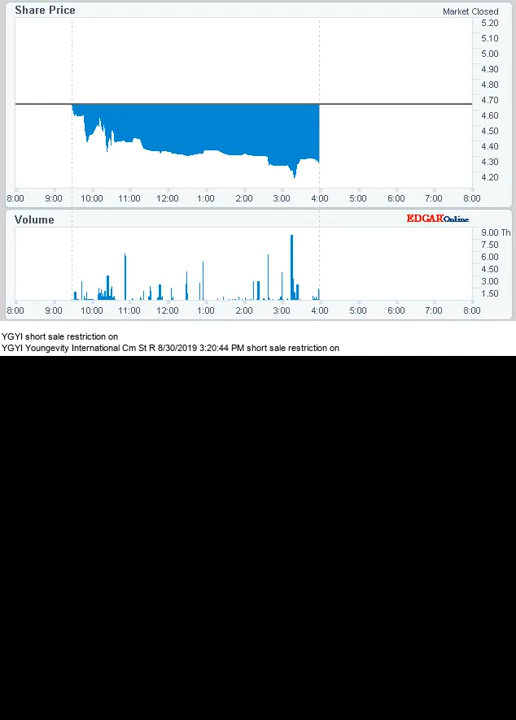 Share Price
Market Closed
5.20
5.10
5.00
4.90
4.80
4.70
4.60
4.50
4.40
4.30
4.20
8:00 9:00 10:00 11:00 12:00 1:00 2:00 3:00 4:00 5:00 6:00 7:00 8:00
Volume
EDGAR Online
9.00 Th
7.50
6.00
4.50
3.00
1.50
8:00 9:00 10:00 11:00 12:00 1:00 2:00 3:00 4:00 5:00 6:00 7:00 8:00
YGYI short sale restriction on
YGYI Youngevity International Cm St R 8/30/2019 3:20:44 PM short sale restriction on